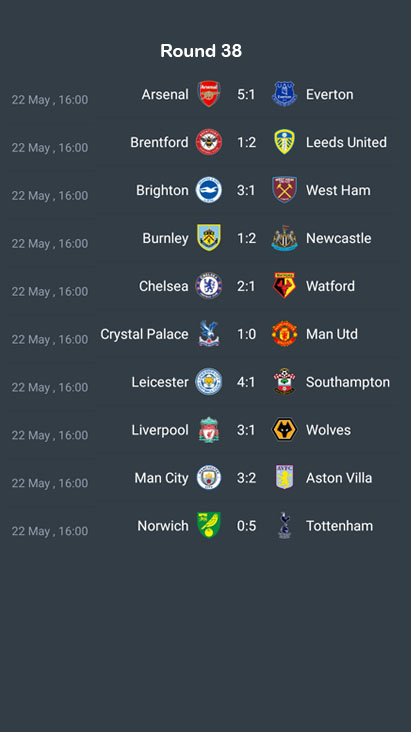 Round 38
22 May , 16:00 Arsenal 5:1 Everton
22 May , 16:00 Brentford 1:2 Leeds United
22 May , 16:00 Brighton 3:1 West Ham
22 May , 16:00 Burnley 1:2 Newcastle
22 May , 16:00 Chelsea 2:1 Watford
22 May , 16:00 Crystal Palace 1:0 Man Utd
22 May , 16:00 Leicester 4:1 Southampton
22 May , 16:00 Liverpool 3:1 Wolves
22 May , 16:00 Man City 3:2 Aston Villa
22 May , 16:00 Norwich 0:5 Tottenham